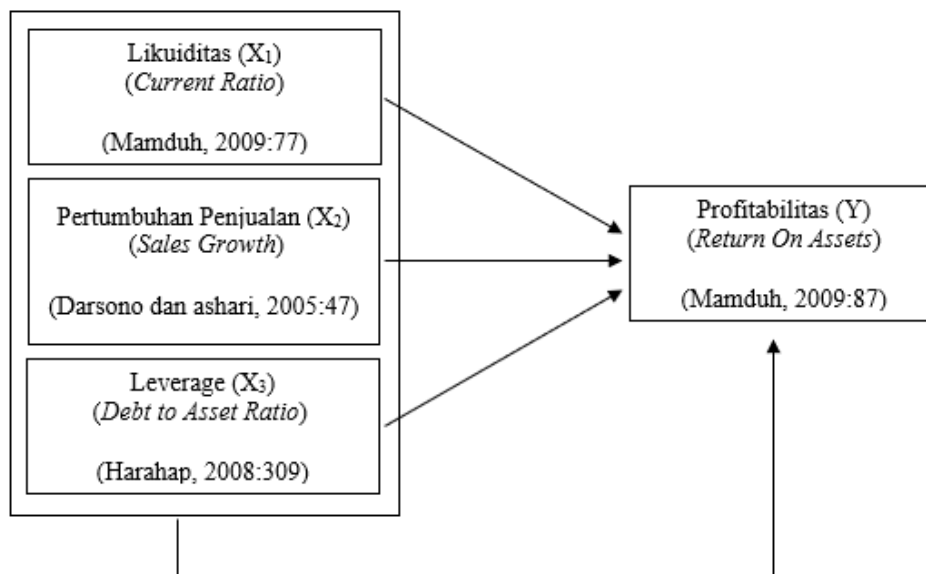 Likuiditas (X₁)
(Current Ratio)
(Mamduh, 2009:77)
Pertumbuhan Penjualan (X₂)
(Sales Growth)
(Darsono dan ashari, 2005:47)
Leverage (X₃)
(Debt to Asset Ratio)
(Harahap, 2008:309)
Profitabilitas (Y)
(Return On Assets)
(Mamduh, 2009:87)